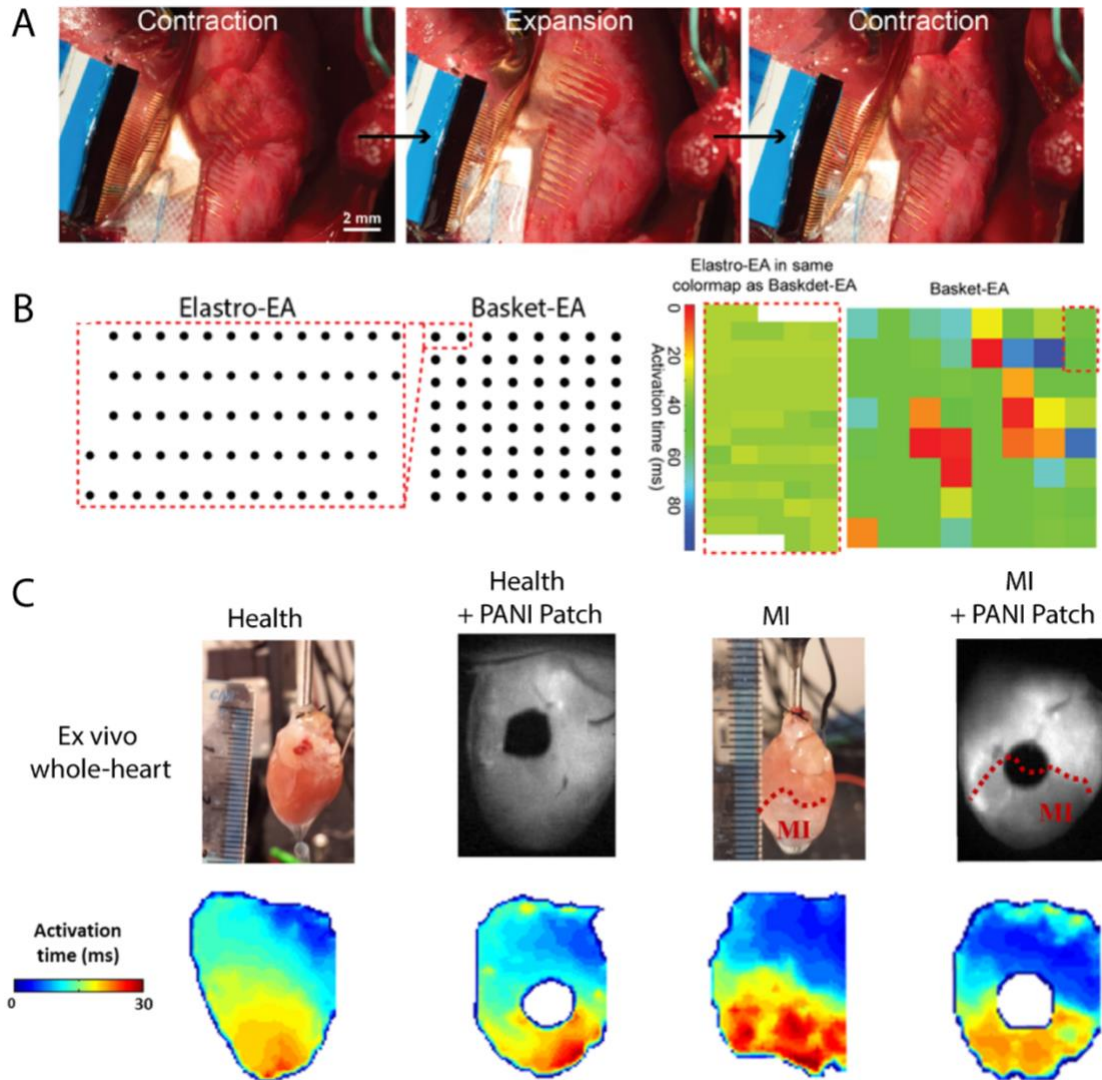 A
Contraction
Expansion
Contraction
2 mm
B
Elastro-EA
Basket-EA
Elastro-EA in same
colormap as Baskdet-EA
Basket-EA
0
20
40
60
80
Activation time (ms)
C
Health
Health
+ PANI Patch
MI
MI
+ PANI Patch
Ex vivo
whole-heart
MI
MI
Activation
time (ms)
0
30